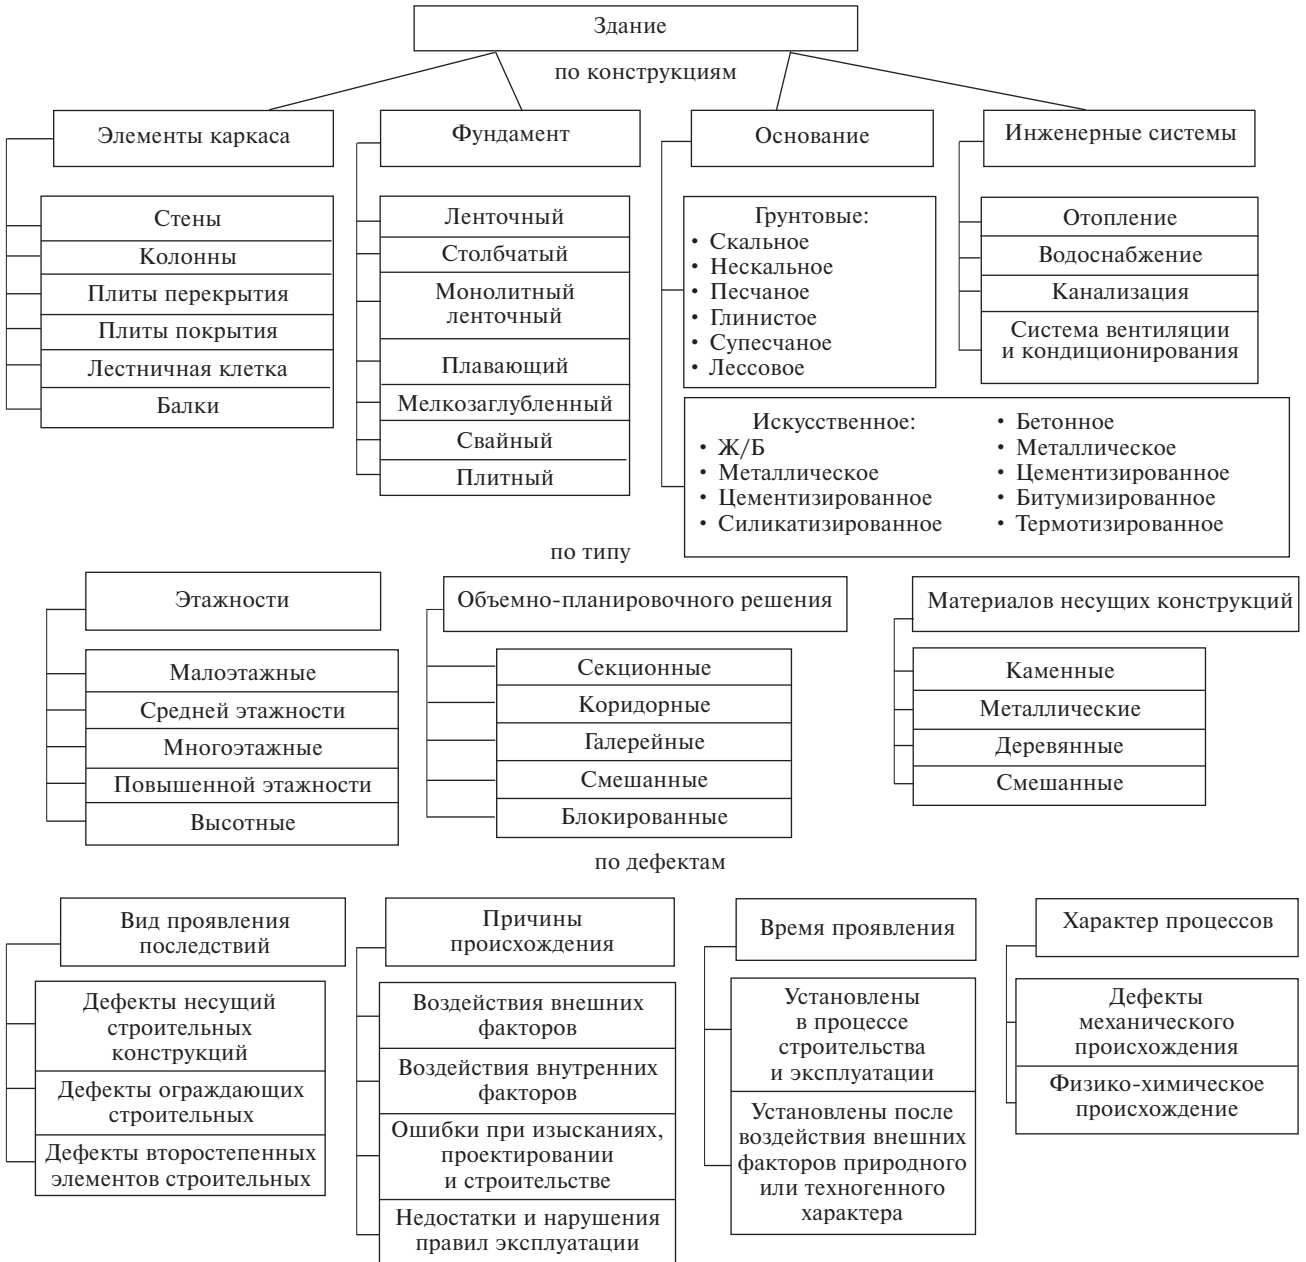 Здание
по конструкциям
Элементы каркаса
Стены
Колонны
Плиты перекрытия
Плиты покрытия
Лестничная клетка
Балки
Фундамент
Ленточный
Столбчатый
Монолитный
ленточный
Плавающий
Мелкозаглубленный
Свайный
Плитный
Основание
Грунтовые:
• Скальное
• Нескальное
• Песчаное
• Глинистое
• Супесчаное
• Лессовое
Искусственное:
• Ж/Б
• Металлическое
• Цементизированное
• Силикатизированное
• Бетонное
• Металлическое
• Цементизированное
• Битумизированное
• Термотизированное
Инженерные системы
Отопление
Водоснабжение
Канализация
Система вентиляции
и кондиционирования
по типу
Этажности
Малоэтажные
Средней этажности
Многоэтажные
Повышенной этажности
Высотные
Объемно-планировочного решения
Секционные
Коридорные
Галерейные
Смешанные
Блокированные
Материалов несущих конструкций
Каменные
Металлические
Деревянные
Смешанные
по дефектам
Вид проявления
последствий
Дефекты несущий
строительных
конструкций
Дефекты ограждающих
строительных
Дефекты второстепенных
элементов строительных
Причины
происхождения
Воздействия внешних
факторов
Воздействия внутренних
факторов
Ошибки при изысканиях,
проектировании
и строительстве
Недостатки и нарушения
правил эксплуатации
Время проявления
Установлены
в процессе
строительства
и эксплуатации
Установлены после
воздействия внешних
факторов природного
или техногенного
характера
Характер процессов
Дефекты
механического
происхождения
Физико-химическое
происхождение